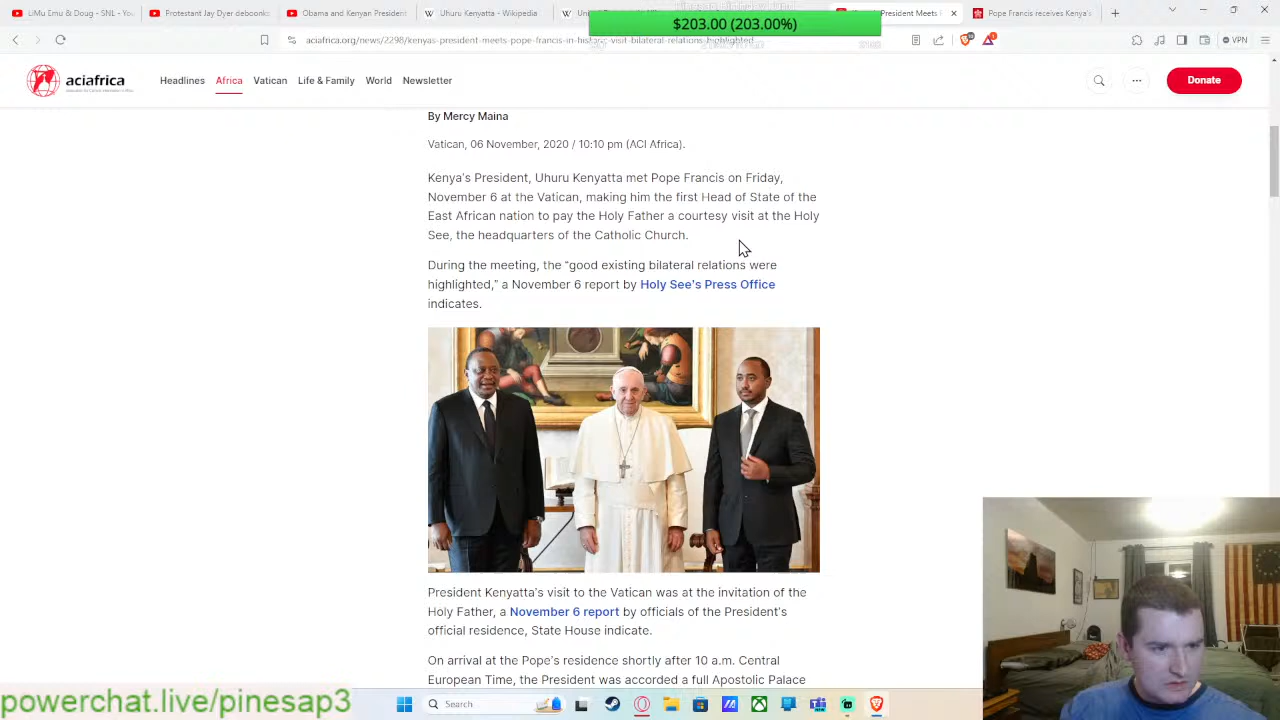 LiMu Emu & Doug - SNL - You
Protestant Jay Dyer debooonk
Obama and Kenyan President
Uhuru Kenyatta - Wikipedia
President Meets
Pope Francis receives Kenya's
$203.00 (203.00%)
aciafrica.org/news/2298/kenyas-president-meets-pope-francis-in-historic-visit-bilateral-relations-highlighted
VPN
aciafrica
Headlines
Africa
Vatican
Life & Family
World
Newsletter
Donate
By Mercy Maina
Vatican, 06 November, 2020 / 10:10 pm (ACI Africa).
Kenya's President, Uhuru Kenyatta met Pope Francis on Friday,
November 6 at the Vatican, making him the first Head of State of the
East African nation to pay the Holy Father a courtesy visit at the Holy
See, the headquarters of the Catholic Church.
During the meeting, the "good existing bilateral relations were
highlighted," a November 6 report by Holy See's Press Office
indicates.
President Kenyatta's visit to the Vatican was at the invitation of the
Holy Father, a November 6 report by officials of the President's
official residence, State House indicate.
On arrival at the Pope's residence shortly after 10 a.m. Central
European Time, the President was accorded a full Apostolic Palace
powerchat.live/pinesap3
Search